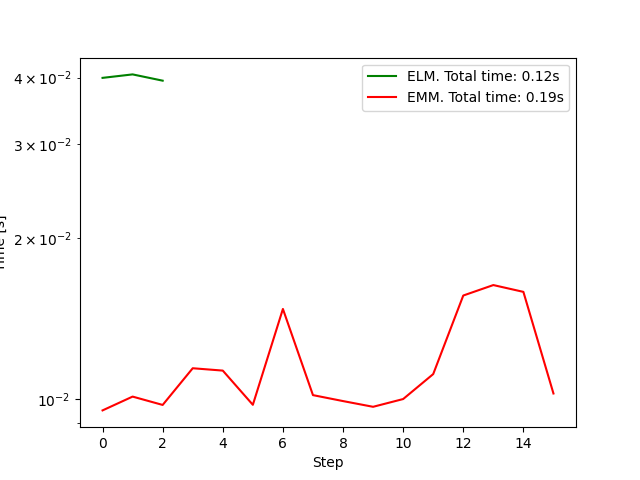 ELM. Total time: 0.12s
EMM. Total time: 0.19s
4 × 10⁻²
3 × 10⁻²
2 × 10⁻²
10⁻²
0 2 4 6 8 10 12 14
Step